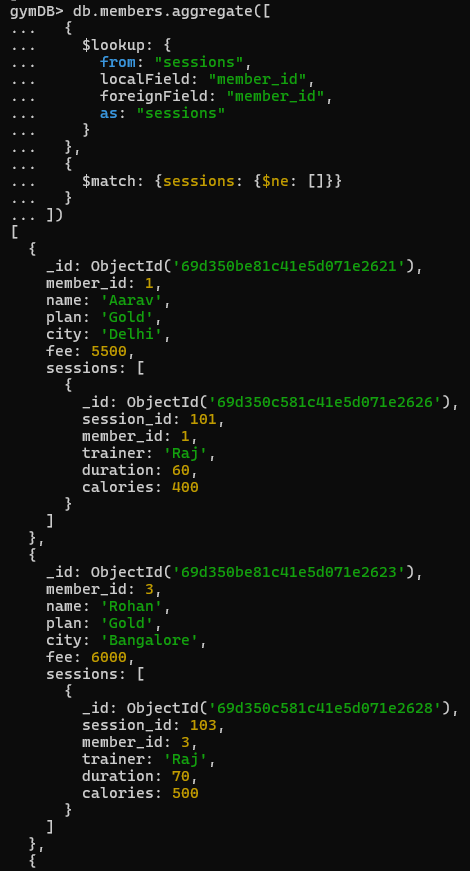 gymDB> db.members.aggregate([
...   {
...     $lookup: {
...       from: "sessions",
...       localField: "member_id",
...       foreignField: "member_id",
...       as: "sessions"
...     }
...   },
...   {
...     $match: {sessions: {$ne: []}}
...   }
... ])
[
  {
    _id: ObjectId('69d350be81c41e5d071e2621'),
    member_id: 1,
    name: 'Aarav',
    plan: 'Gold',
    city: 'Delhi',
    fee: 5500,
    sessions: [
      {
        _id: ObjectId('69d350c581c41e5d071e2626'),
        session_id: 101,
        member_id: 1,
        trainer: 'Raj',
        duration: 60,
        calories: 400
      }
    ]
  },
  {
    _id: ObjectId('69d350be81c41e5d071e2623'),
    member_id: 3,
    name: 'Rohan',
    plan: 'Gold',
    city: 'Bangalore',
    fee: 6000,
    sessions: [
      {
        _id: ObjectId('69d350c581c41e5d071e2628'),
        session_id: 103,
        member_id: 3,
        trainer: 'Raj',
        duration: 70,
        calories: 500
      }
    ]
  },
  {